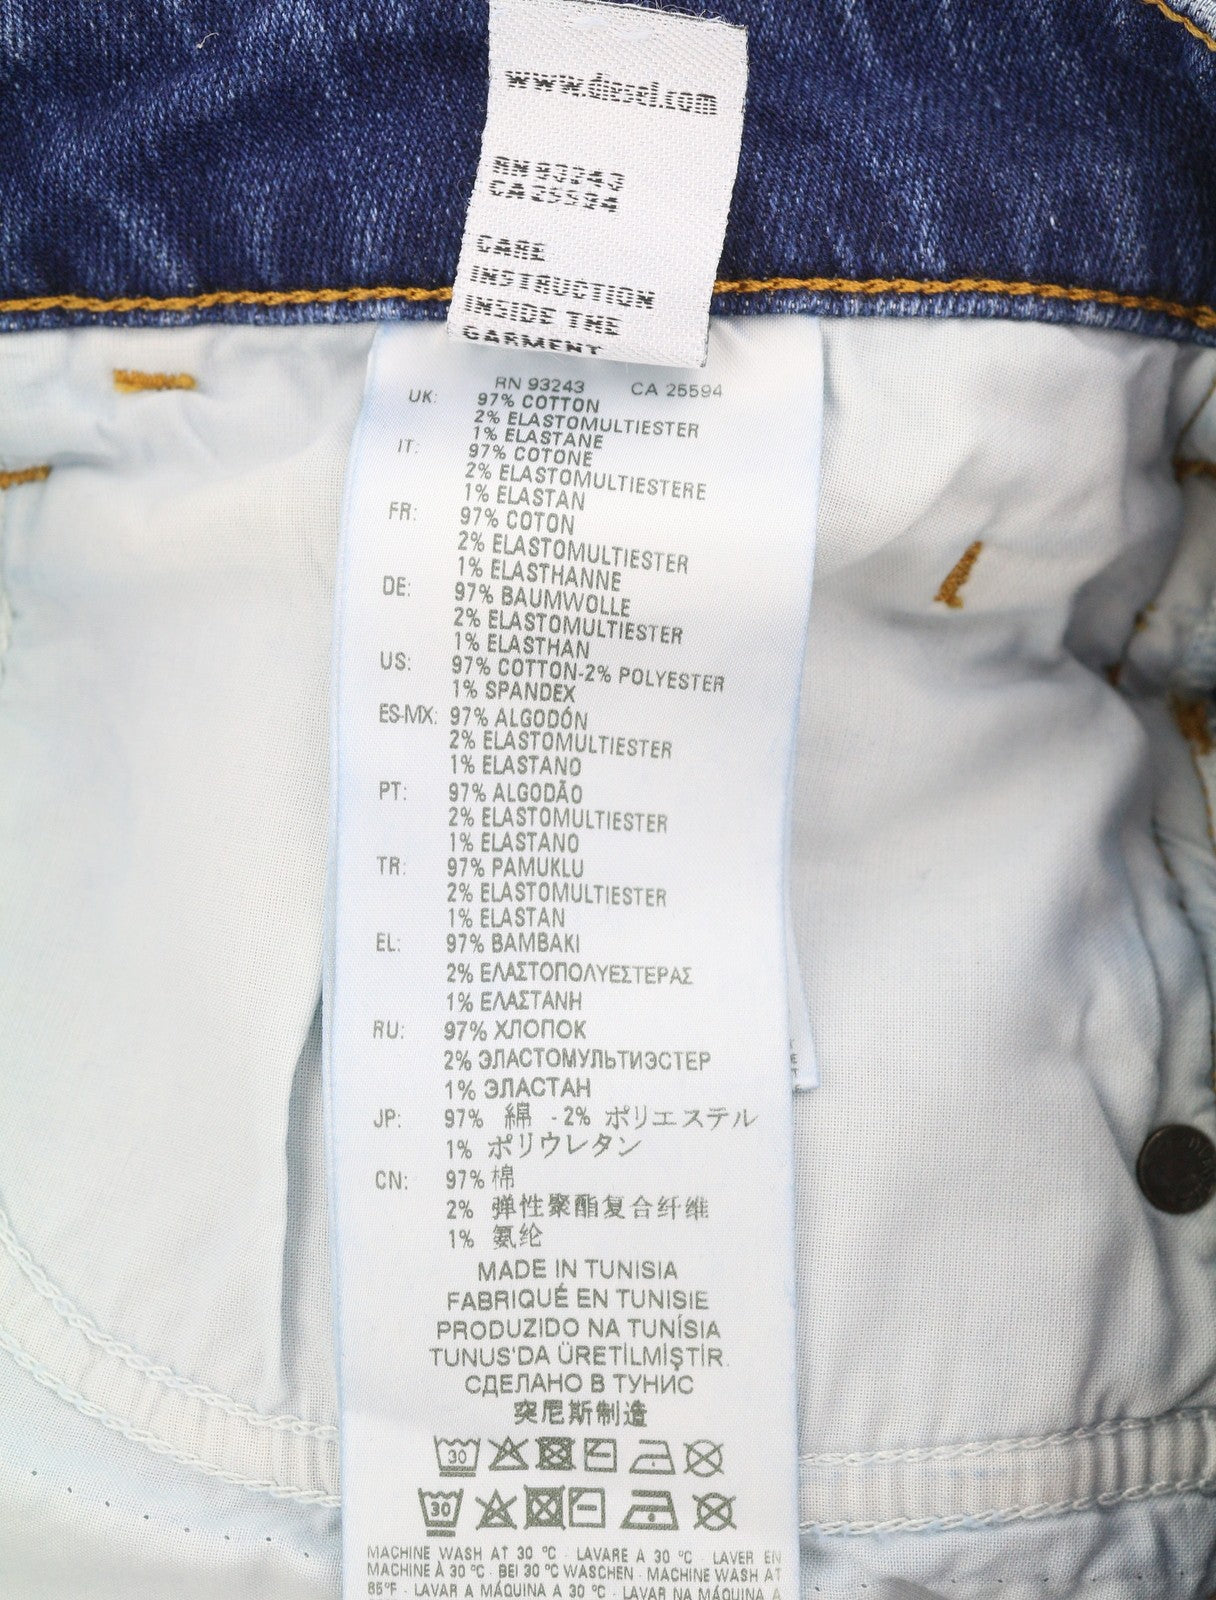 www.diesel.com
RN 93243
CA 25594
CARE
INSTRUCTION
INSIDE THE
GARMENT
RN 93243 CA 25594
UK: 97% COTTON
2% ELASTOMULTIESTER
1% ELASTANE
IT: 97% COTONE
2% ELASTOMULTIESTERE
1% ELASTAN
FR: 97% COTON
2% ELASTOMULTIESTER
1% ELASTHANNE
DE: 97% BAUMWOLLE
2% ELASTOMULTIESTER
1% ELASTHAN
US: 97% COTTON-2% POLYESTER
1% SPANDEX
ES-MX: 97% ALGODÓN
2% ELASTOMULTIESTER
1% ELASTANO
PT: 97% ALGODÃO
2% ELASTOMULTIESTER
1% ELASTANO
TR: 97% PAMUKLU
2% ELASTOMULTIESTER
1% ELASTAN
EL: 97% ΒΑΜΒΑΚΙ
2% ΕΛΑΣΤΟΠΟΛΥΕΣΤΕΡΑΣ
1% ΕΛΑΣΤΑΝΗ
RU: 97% ХЛОПОК
2% ЭЛАСТОМУЛЬТИЭСТЕР
1% ЭЛАСТАН
JP: 97% 綿 - 2% ポリエステル
1% ポリウレタン
CN: 97% 棉
2% 弹性聚酯复合纤维
1% 氨纶
MADE IN TUNISIA
FABRIQUÉ EN TUNISIE
PRODUZIDO NA TUNÍSIA
TUNUS'DA ÜRETİLMİŞTİR.
СДЕЛАНО В ТУНИС
突尼斯制造
30
30
MACHINE WASH AT 30 °C - LAVARE A 30 °C - LAVER EN
MACHINE À 30 °C - BEI 30 °C WASCHEN - MACHINE WASH AT
85°F - LAVAR A MÁQUINA A 30 °C - LAVAR NA MÁQUINA A